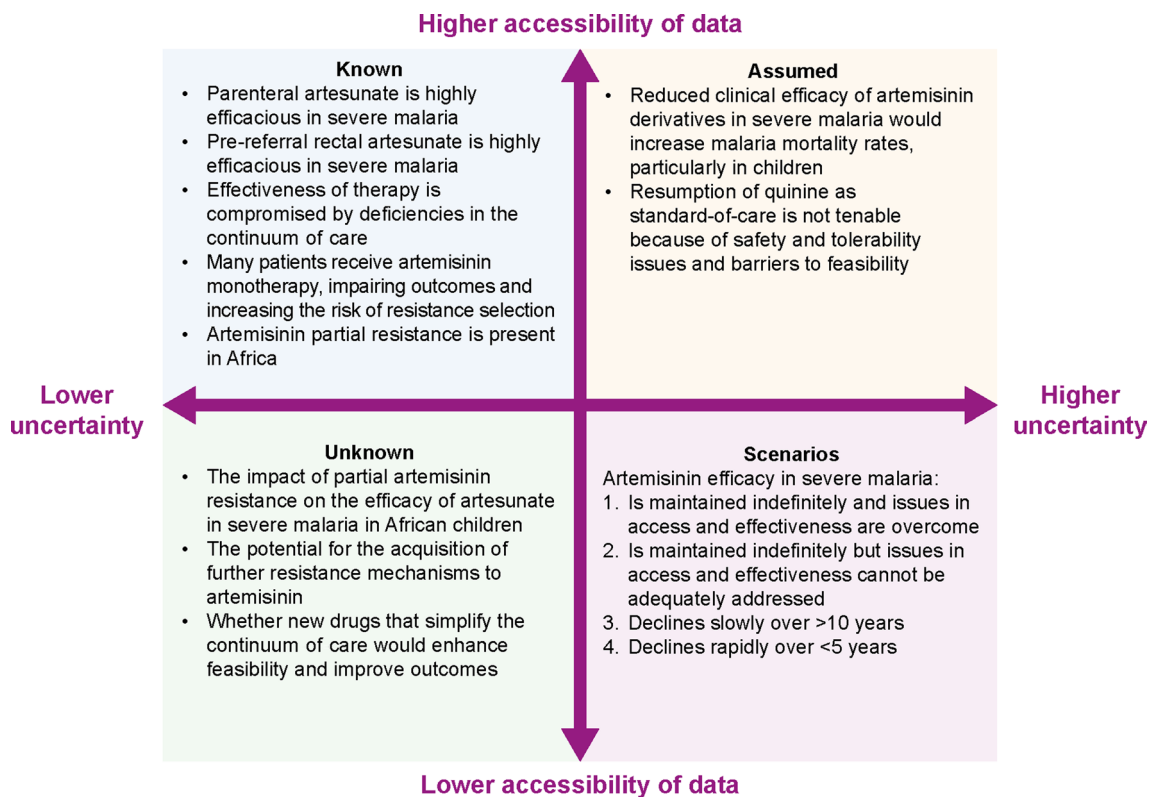 Higher accessibility of data
Known
• Parenteral artesunate is highly
efficacious in severe malaria
• Pre-referral rectal artesunate is highly
efficacious in severe malaria
• Effectiveness of therapy is
compromised by deficiencies in the
continuum of care
• Many patients receive artemisinin
monotherapy, impairing outcomes and
increasing the risk of resistance selection
• Artemisinin partial resistance is present
in Africa
Assumed
• Reduced clinical efficacy of artemisinin
derivatives in severe malaria would
increase malaria mortality rates,
particularly in children
• Resumption of quinine as
standard-of-care is not tenable
because of safety and tolerability
issues and barriers to feasibility
Lower
uncertainty
Higher
uncertainty
Unknown
• The impact of partial artemisinin
resistance on the efficacy of artesunate
in severe malaria in African children
• The potential for the acquisition of
further resistance mechanisms to
artemisinin
• Whether new drugs that simplify the
continuum of care would enhance
feasibility and improve outcomes
Scenarios
Artemisinin efficacy in severe malaria:
1. Is maintained indefinitely and issues in
access and effectiveness are overcome
2. Is maintained indefinitely but issues in
access and effectiveness cannot be
adequately addressed
3. Declines slowly over >10 years
4. Declines rapidly over <5 years
Lower accessibility of data